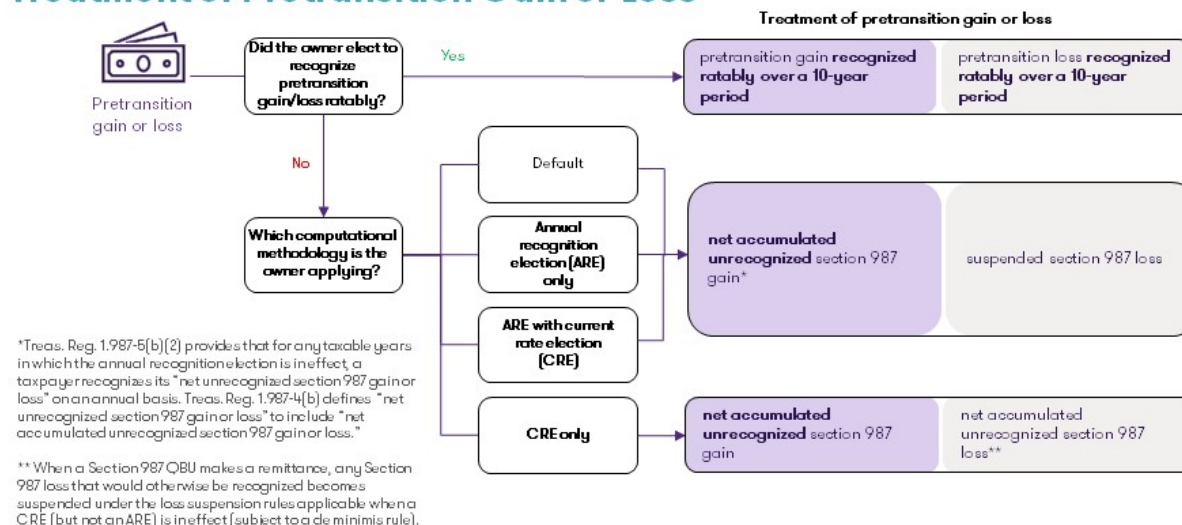 Treatment of Pretransition Gain or Loss
Treatment of pretransition gain or loss
Pretransition
gain or loss
Did the owner elect to
recognize
pretransition
gain/loss ratably?
Yes
pretransition gain recognized
ratably over a 10-year
period
pretransition loss recognized
ratably over a 10-year
period
No
Which computational
methodology is the
owner applying?
Default
Annual
recognition
election (ARE)
only
ARE with current
rate election
(CRE)
net accumulated
unrecognized section 987
gain*
suspended section 987 loss
CRE only
net accumulated
unrecognized section 987
gain
net accumulated
unrecognized section 987
loss**
*Treas. Reg. 1.987-5(b)(2) provides that for any taxable years
in which the annual recognition election is in effect, a
taxpayer recognizes its "net unrecognized section 987 gain or
loss" on an annual basis. Treas. Reg. 1.987-4(b) defines "net
unrecognized section 987 gain or loss" to include "net
accumulated unrecognized section 987 gain or loss."
** When a Section 987 QBU makes a remittance, any Section
987 loss that would otherwise be recognized becomes
suspended under the loss suspension rules applicable when a
CRE (but not an ARE) is in effect (subject to a de minimis rule).